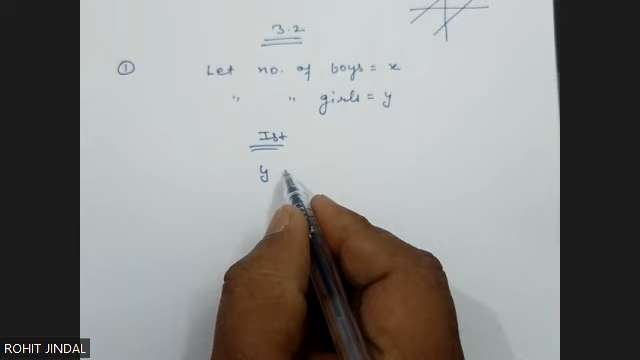 3.2
① Let no. of boys = x
" " girls = y
Ist
y
ROHIT JINDAL